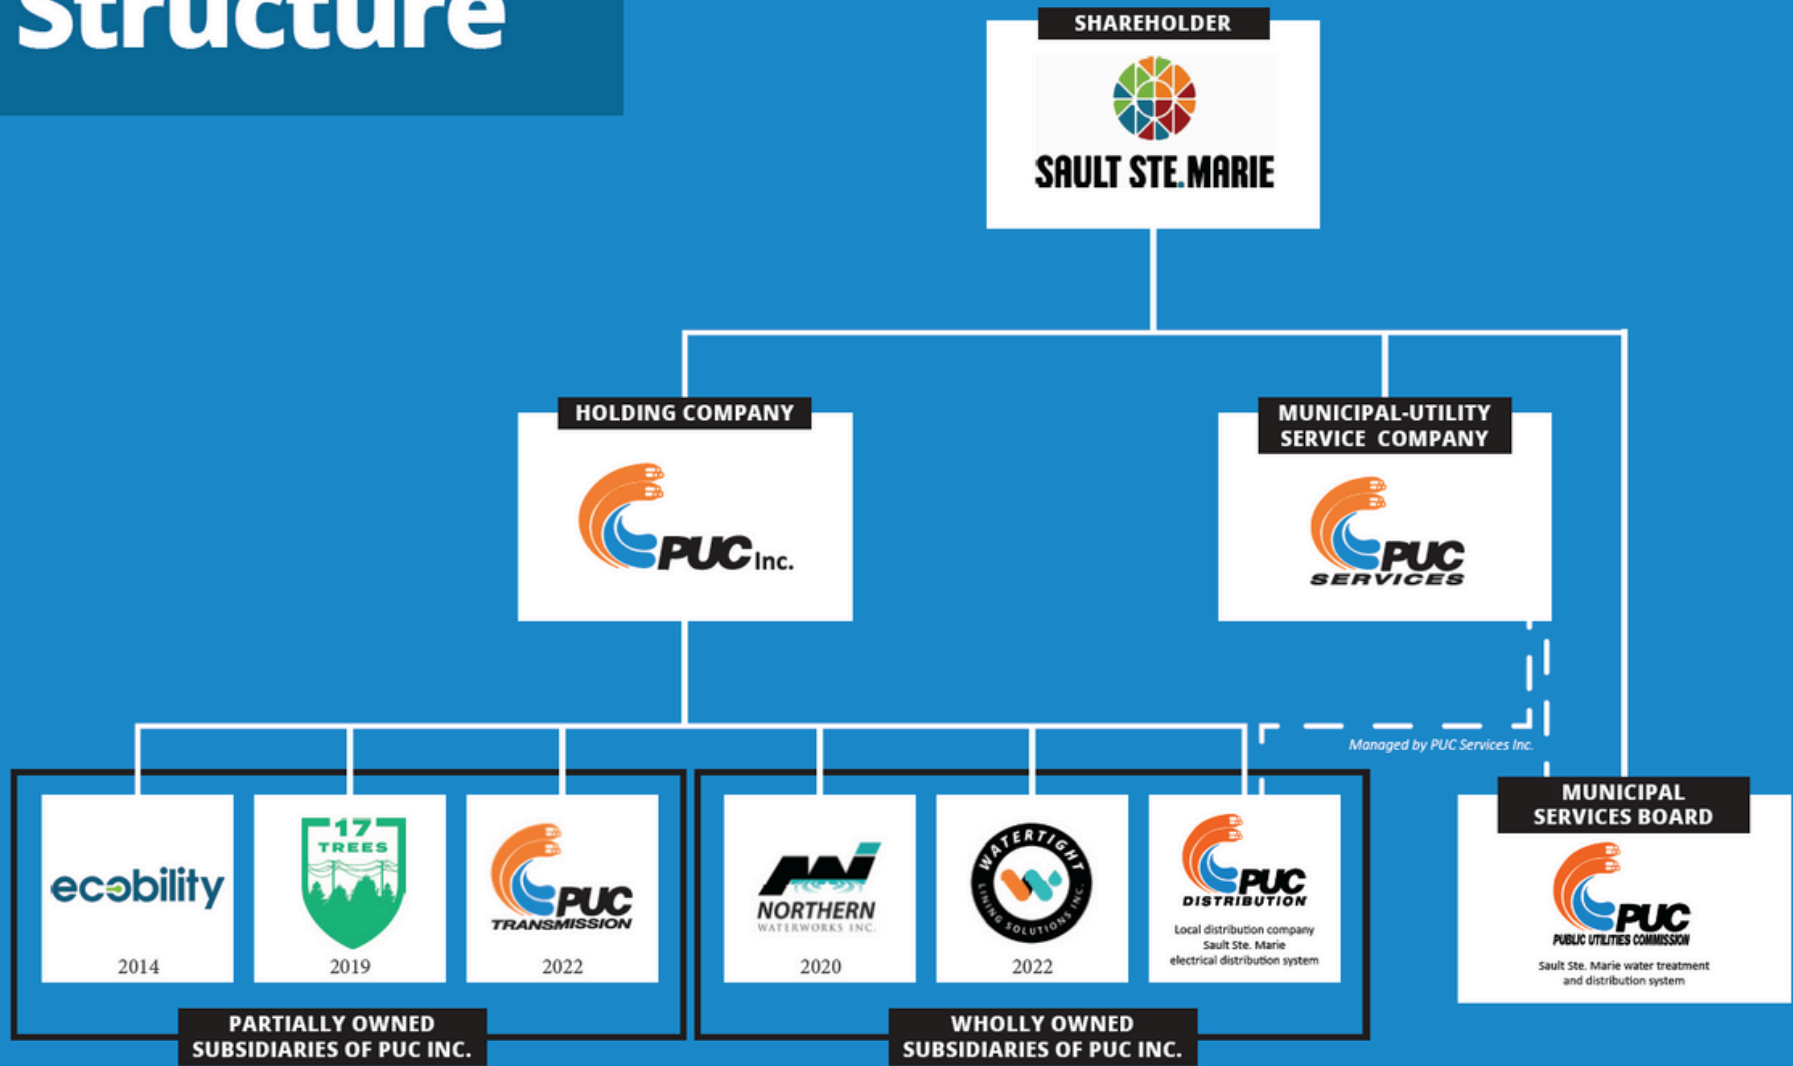 Structure
SHAREHOLDER
SAULT STE.MARIE
HOLDING COMPANY
PUC Inc.
MUNICIPAL-UTILITY
SERVICE COMPANY
PUC
SERVICES
Managed by PUC Services Inc.
ecobility
2014
17
TREES
2019
PUC
TRANSMISSION
2022
PARTIALLY OWNED
SUBSIDIARIES OF PUC INC.
NORTHERN
WATERWORKS INC.
2020
WATERTIGHT
LINING SOLUTIONS INC.
2022
PUC
DISTRIBUTION
Local distribution company
Sault Ste. Marie
electrical distribution system
WHOLLY OWNED
SUBSIDIARIES OF PUC INC.
MUNICIPAL
SERVICES BOARD
PUC
PUBLIC UTILITIES COMMISSION
Sault Ste. Marie water treatment
and distribution system